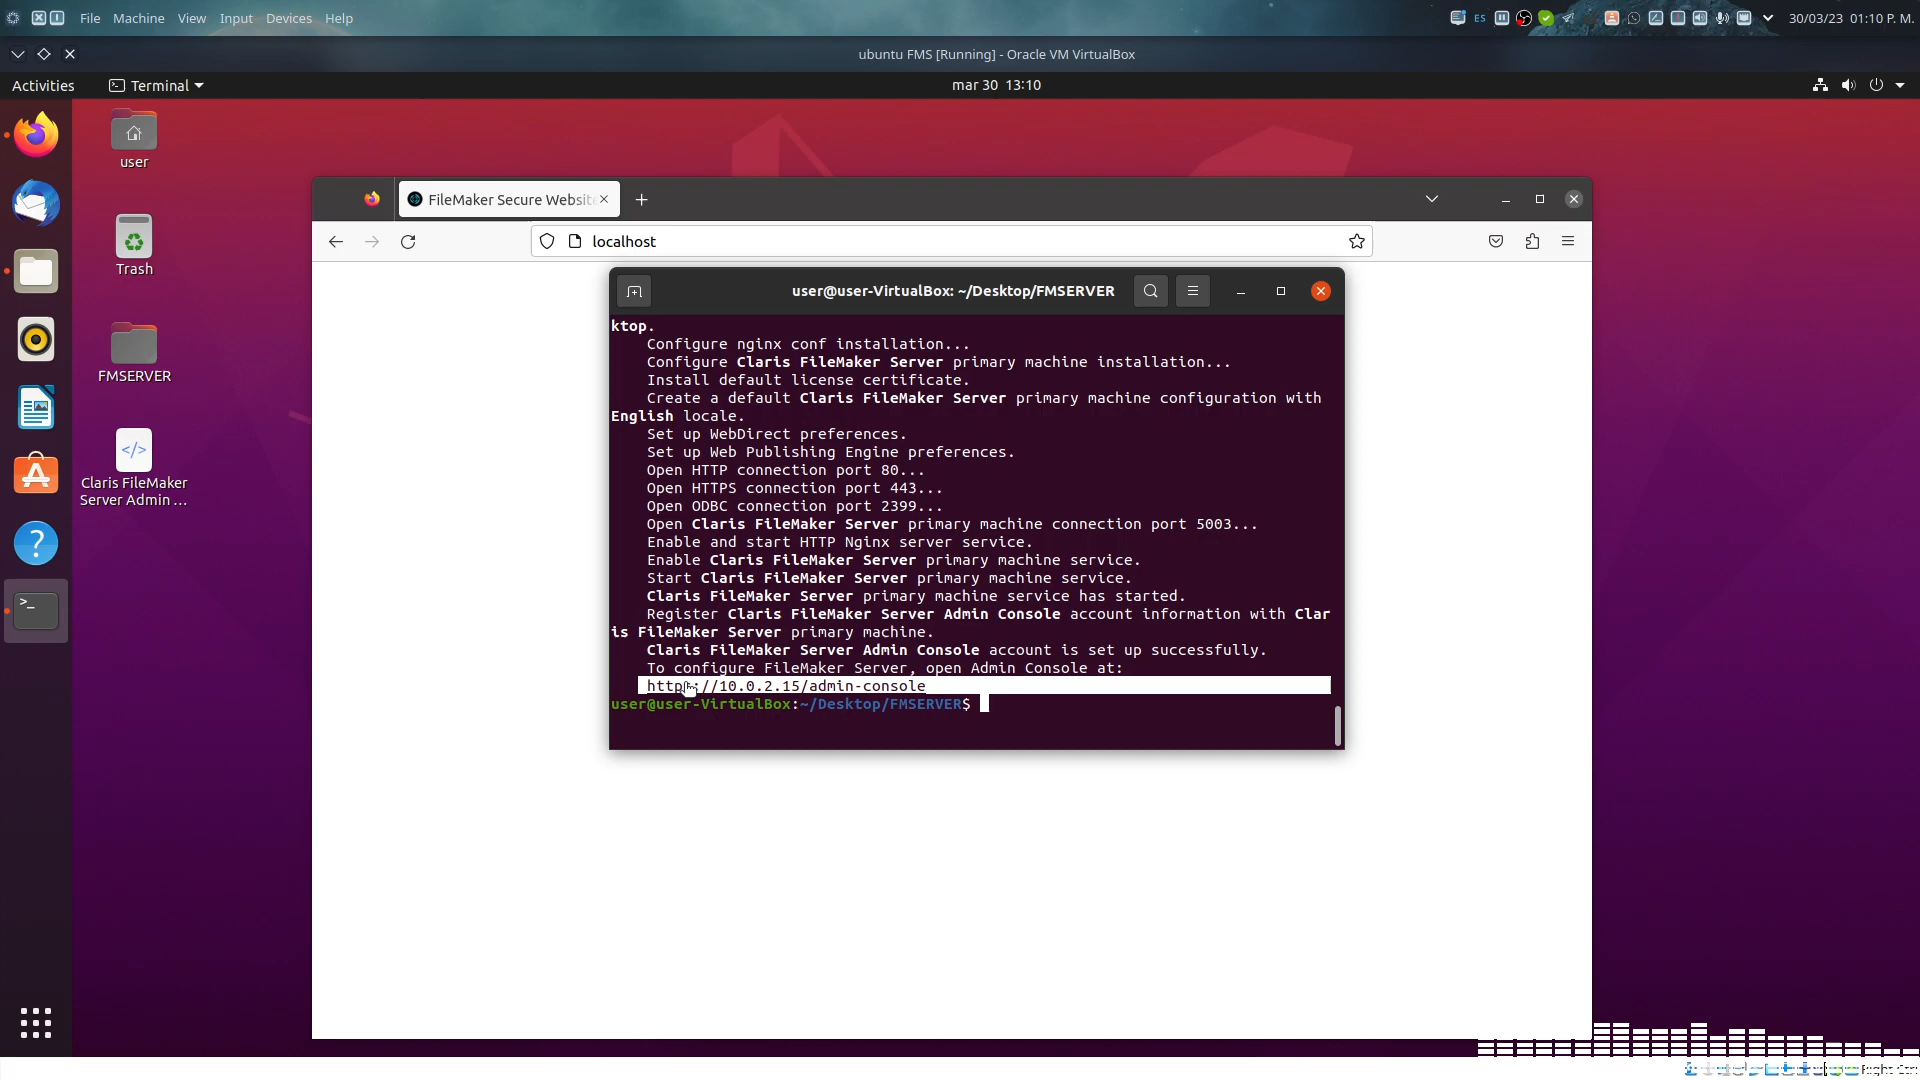 File Machine View Input Devices Help
ES
30/03/23 01:10 P. M.
ubuntu FMS [Running] - Oracle VM VirtualBox
Activities
Terminal
mar 30 13:10
user
Trash
FMSERVER
Claris FileMaker
Server Admin ...
FileMaker Secure Website
localhost
user@user-VirtualBox: ~/Desktop/FMSERVER
ktop.
Configure nginx conf installation...
Configure Claris FileMaker Server primary machine installation...
Install default license certificate.
Create a default Claris FileMaker Server primary machine configuration with
English locale.
Set up WebDirect preferences.
Set up Web Publishing Engine preferences.
Open HTTP connection port 80...
Open HTTPS connection port 443...
Open ODBC connection port 2399...
Open Claris FileMaker Server primary machine connection port 5003...
Enable and start HTTP Nginx server service.
Enable Claris FileMaker Server primary machine service.
Start Claris FileMaker Server primary machine service.
Claris FileMaker Server primary machine service has started.
Register Claris FileMaker Server Admin Console account information with Clar
is FileMaker Server primary machine.
Claris FileMaker Server Admin Console account is set up successfully.
To configure FileMaker Server, open Admin Console at:
https://10.0.2.15/admin-console
user@user-VirtualBox:~/Desktop/FMSERVER$